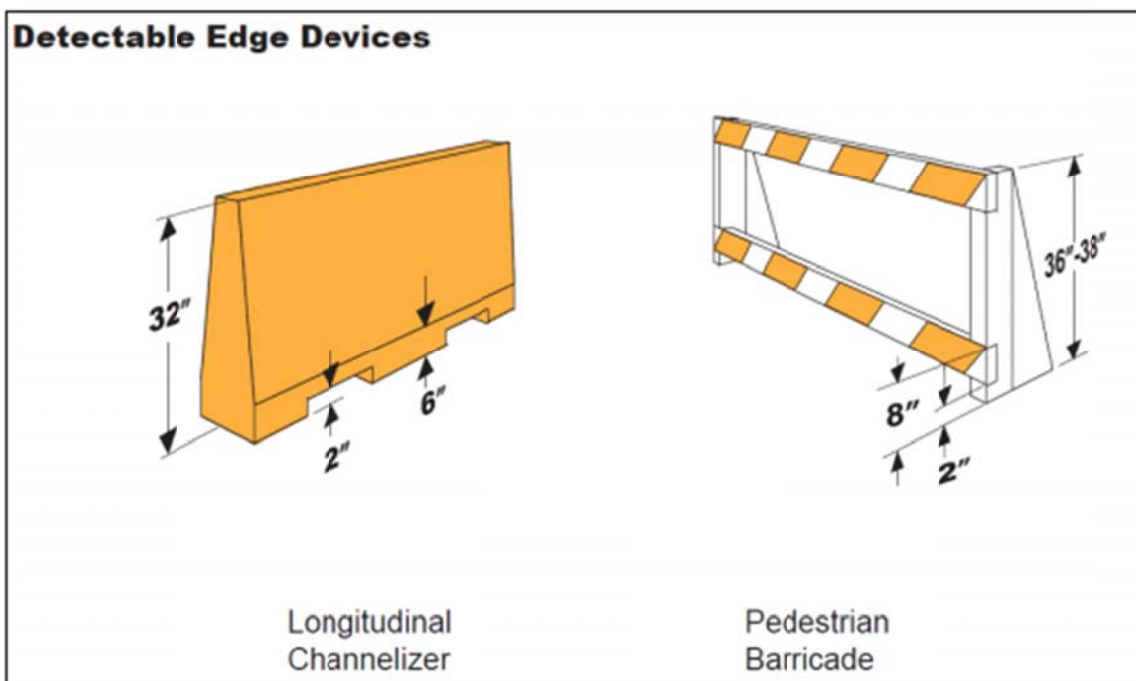 Detectable Edge Devices
32″
2″
6″
36″-38″
8″
2″
Longitudinal
Channelizer
Pedestrian
Barricade